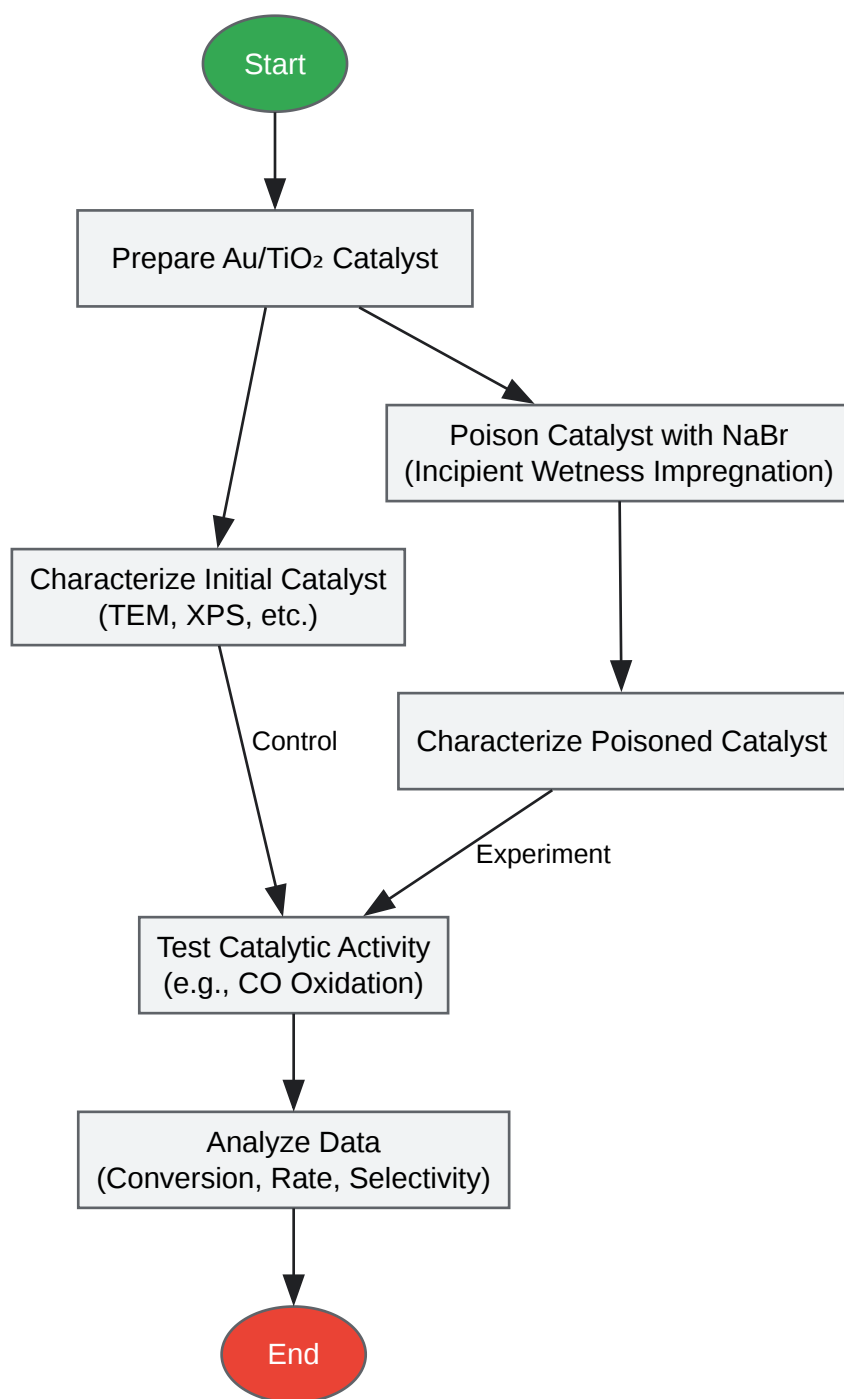 Start
Prepare Au/TiO₂ Catalyst
Poison Catalyst with NaBr
(Incipient Wetness Impregnation)
Characterize Initial Catalyst
(TEM, XPS, etc.)
Control
Characterize Poisoned Catalyst
Experiment
Test Catalytic Activity
(e.g., CO Oxidation)
Analyze Data
(Conversion, Rate, Selectivity)
End